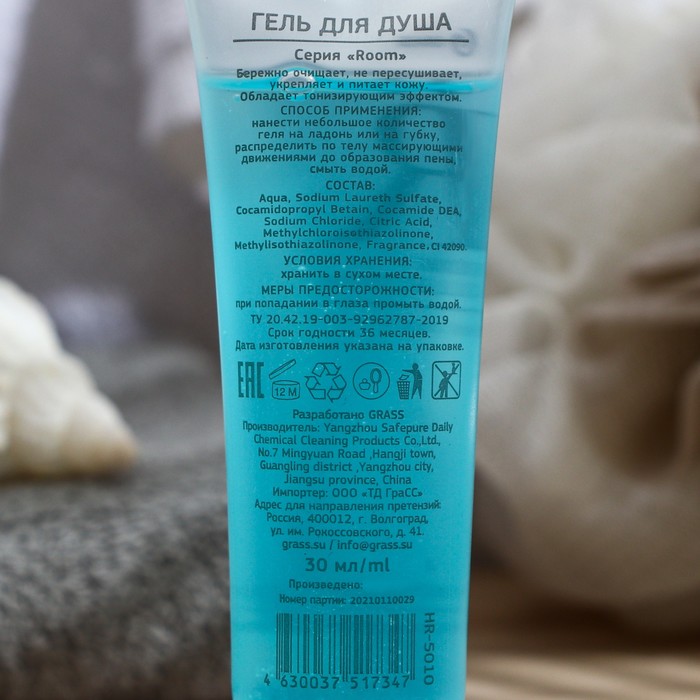 ГЕЛЬ ДЛЯ ДУША
Серия «Room»
Бережно очищает, не пересушивает,
укрепляет и питает кожу.
Обладает тонизирующим эффектом.
СПОСОБ ПРИМЕНЕНИЯ:
нанести небольшое количество
геля на ладонь или на губку,
распределить по телу массирующими
движениями до образования пены,
смыть водой.
СОСТАВ:
Aqua, Sodium Laureth Sulfate,
Cocamidopropyl Betain, Cocamide DEA,
Sodium Chloride, Citric Acid,
Methylchloroisothiazolinone,
Methylisothiazolinone, Fragrance. CI 42090.
УСЛОВИЯ ХРАНЕНИЯ:
хранить в сухом месте.
МЕРЫ ПРЕДОСТОРОЖНОСТИ:
при попадании в глаза промыть водой.
ТУ 20.42.19-003-92962787-2019
Срок годности 36 месяцев.
Дата изготовления указана на упаковке.
EAC 12 M
Разработано GRASS
Производитель: Yangzhou Safepure Daily
Chemical Cleaning Products Co.,Ltd.,
No.7 Mingyuan Road ,Hangji town,
Guangling district ,Yangzhou city,
Jiangsu province, China
Импортер: ООО «ТД ГраСС»
Адрес для направления претензий:
Россия, 400012, г. Волгоград,
ул. им. Рокоссовского, д. 41.
grass.su / info@grass.su
30 мл/ml
Произведено:
Номер партии: 20210110029
HR-5010
4 630037 517347